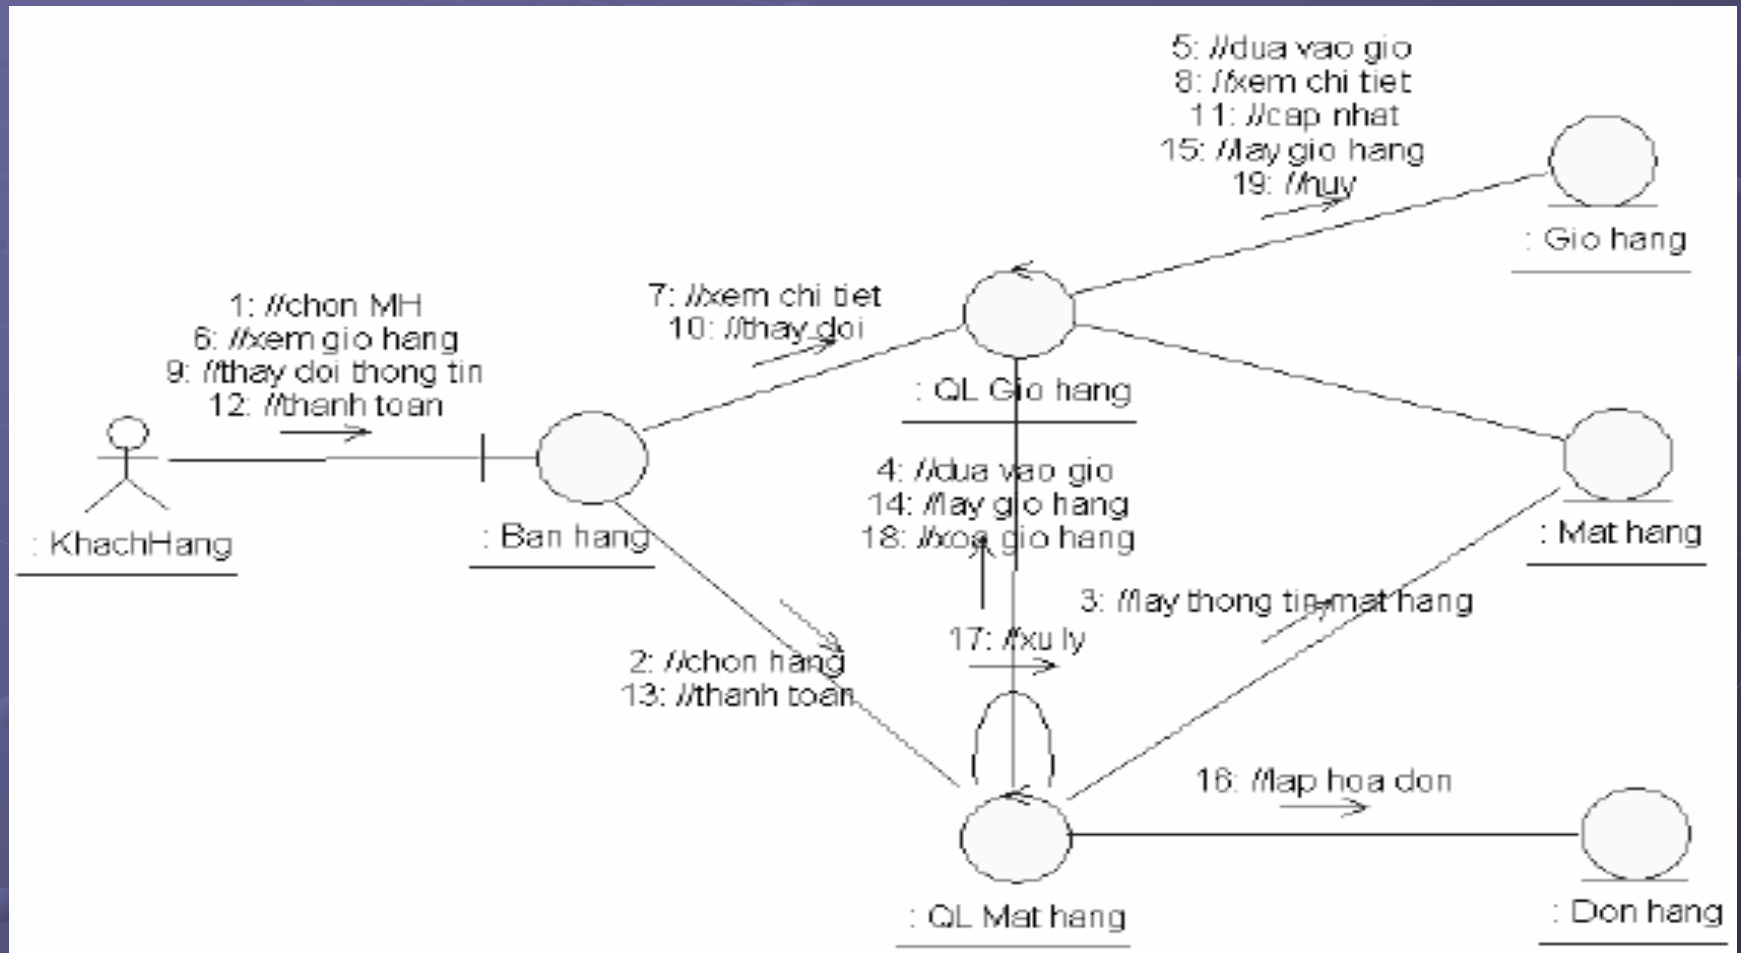 5: //dua vao gio
8: //xem chi tiet
11: //cap nhat
15: //lay gio hang
19: //huy
: Gio hang
1: //chon MH
6: //xem gio hang
9: //thay doi thong tin
12: //thanh toan
7: //xem chi tiet
10: //thay doi
: QL Gio hang
: KhachHang
: Ban hang
4: //dua vao gio
14: //lay gio hang
18: //xoa gio hang
: Mat hang
3: //lay thong tin mat hang
17: //xu ly
2: //chon hang
13: //thanh toan
16: //lap hoa don
: QL Mat hang
: Don hang